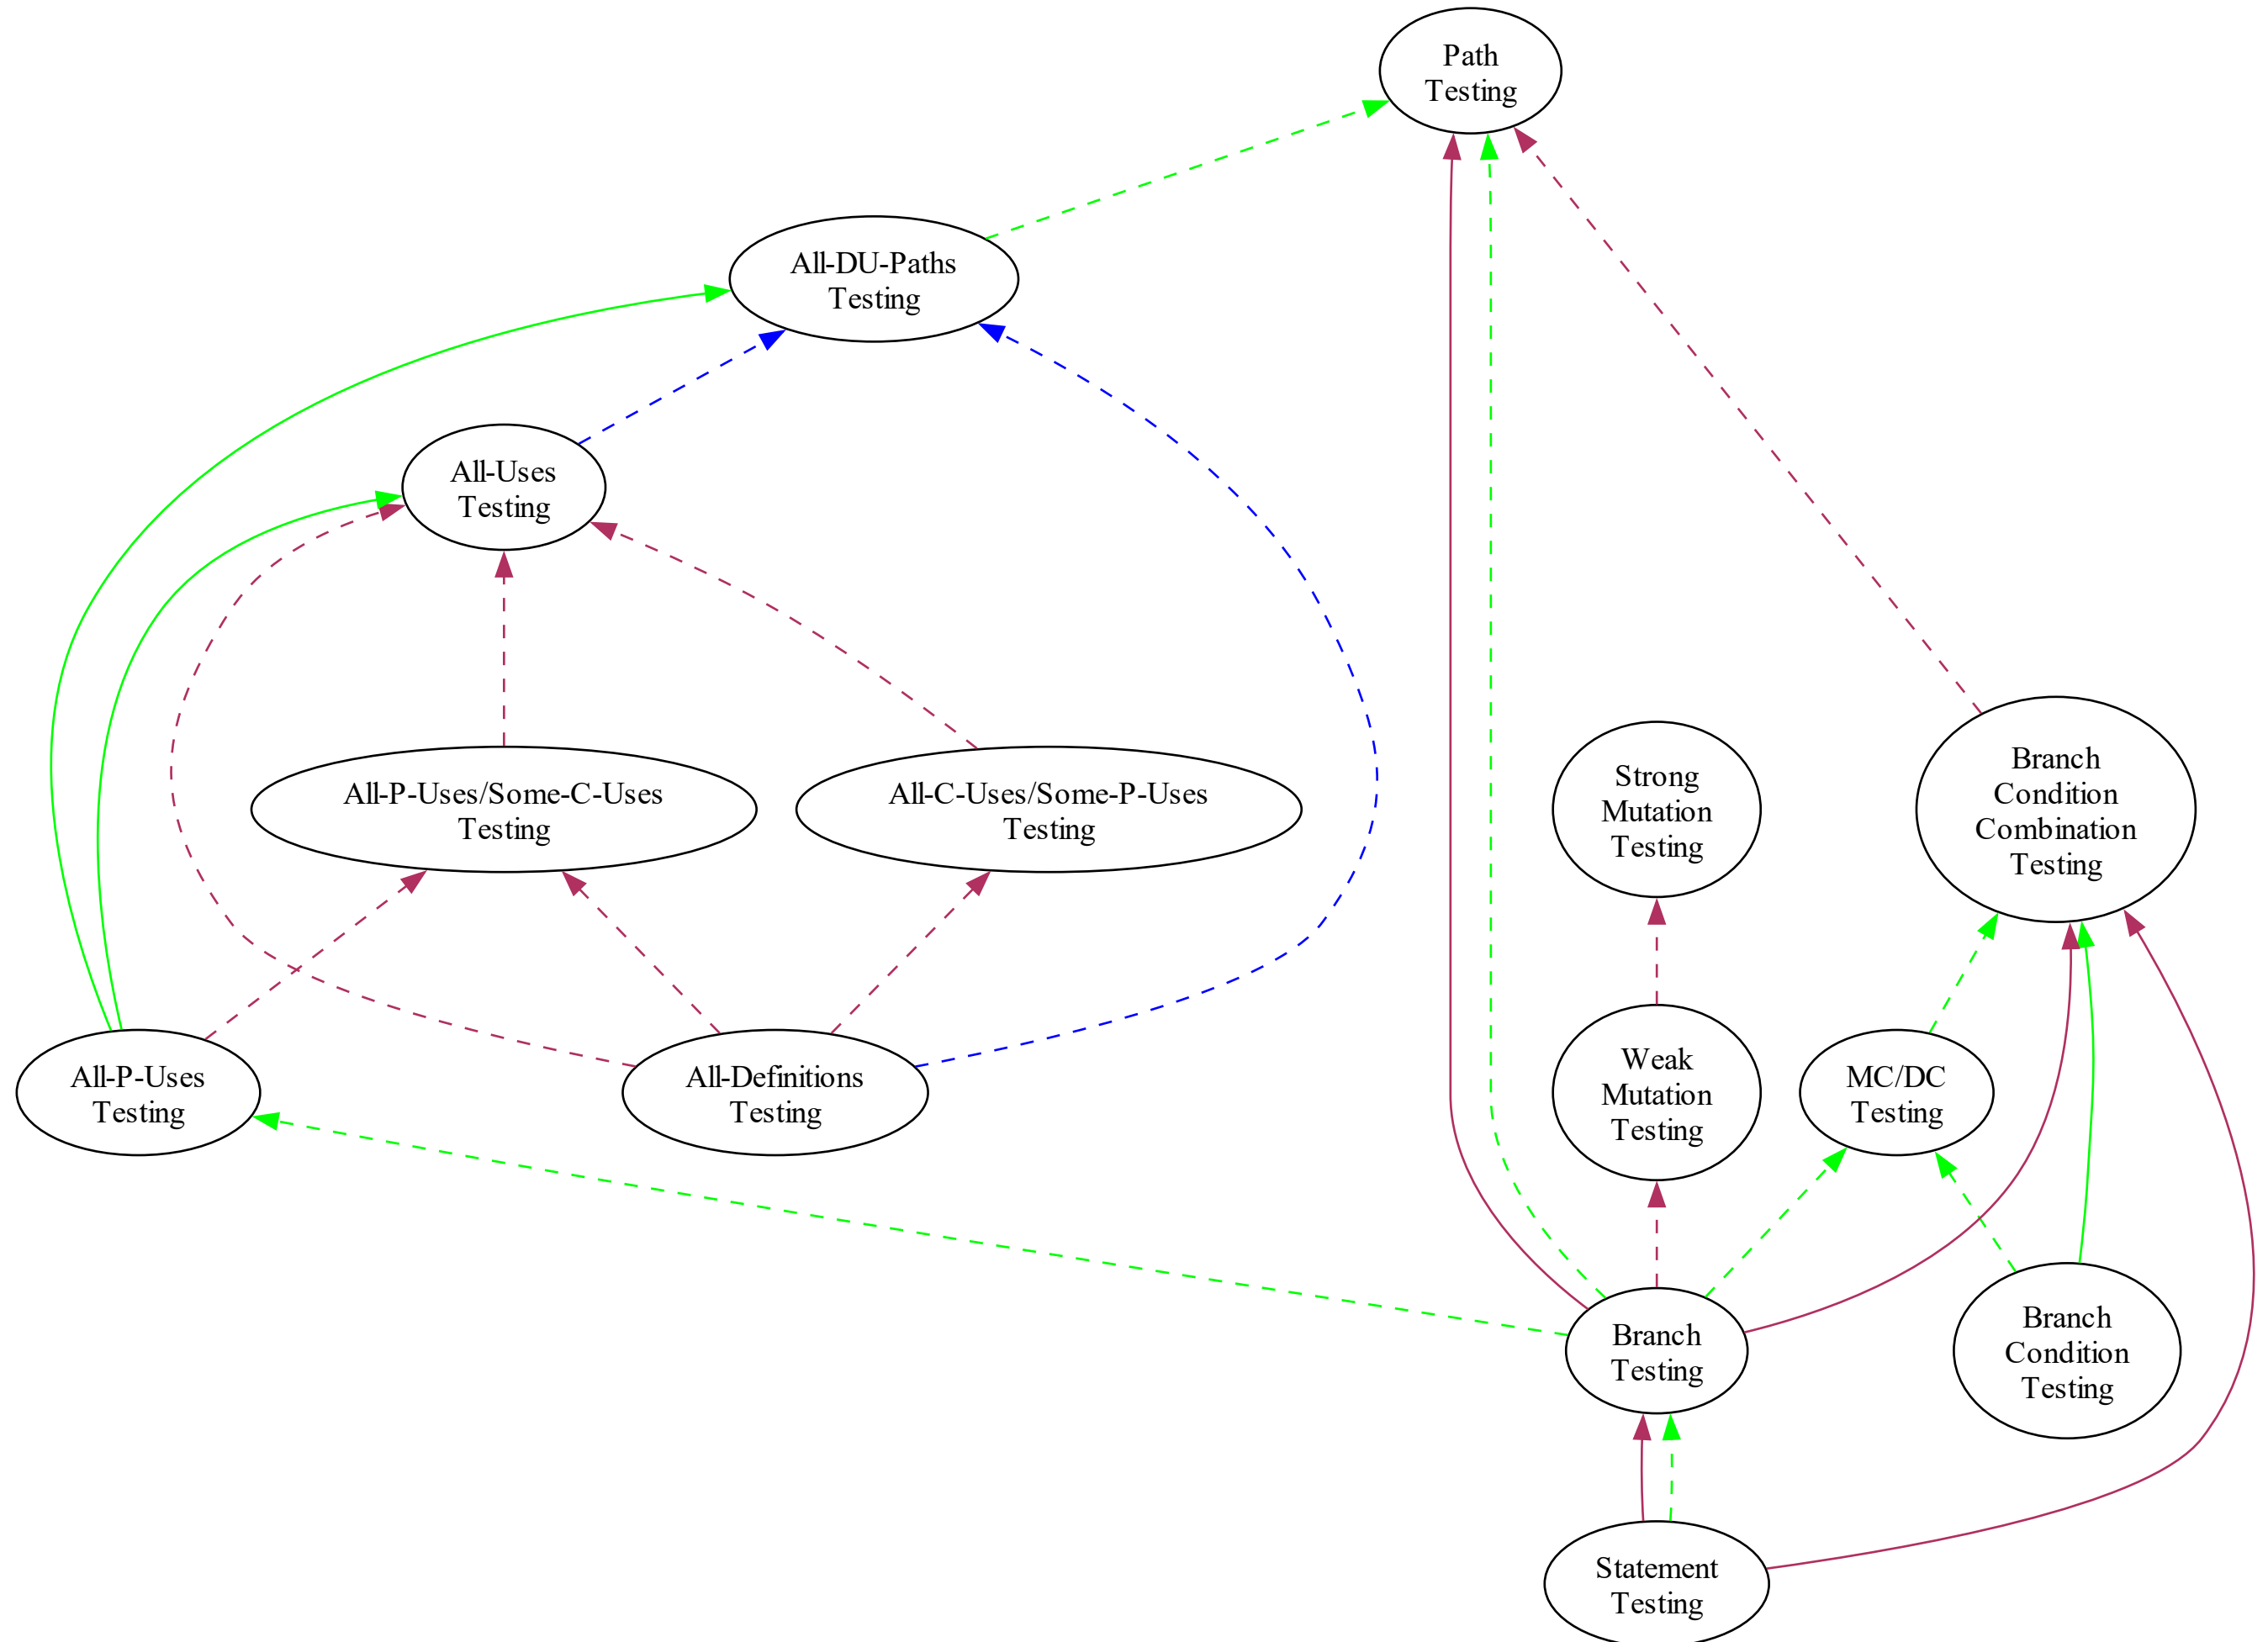 Path
Testing
All-DU-Paths
Testing
All-Uses
Testing
All-P-Uses/Some-C-Uses
Testing
All-C-Uses/Some-P-Uses
Testing
Strong
Mutation
Testing
Branch
Condition
Combination
Testing
All-P-Uses
Testing
All-Definitions
Testing
Weak
Mutation
Testing
MC/DC
Testing
Branch
Testing
Branch
Condition
Testing
Statement
Testing